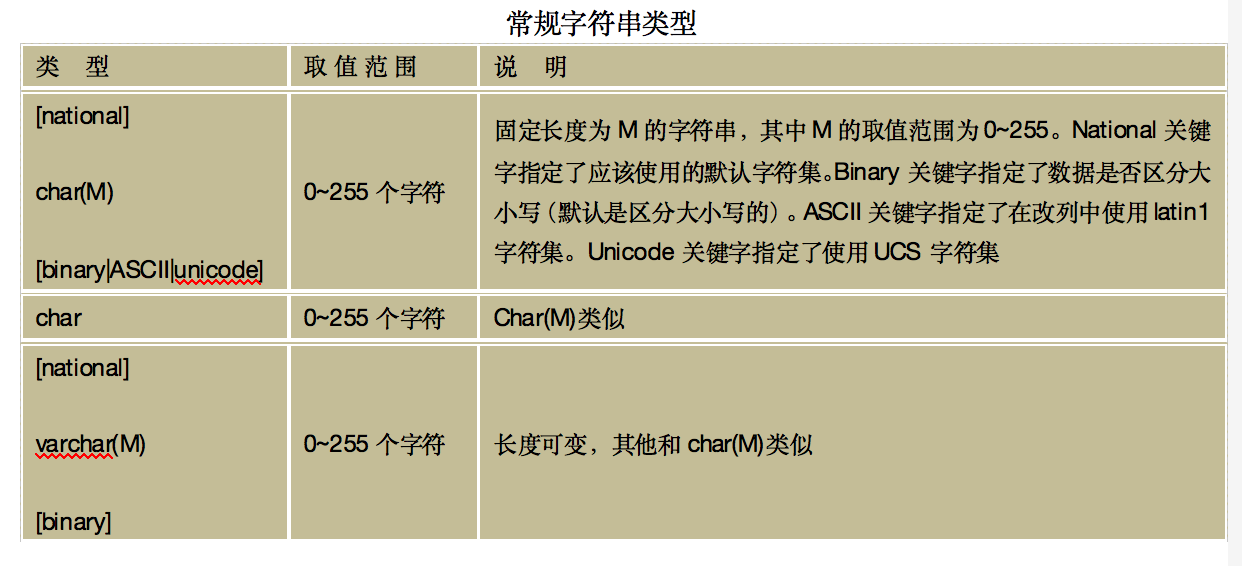 常规字符串类型
类 型
取值范围
说 明
[national]
char(M)
[binary|ASCII|unicode]
0~255 个字符
固定长度为 M 的字符串，其中 M 的取值范围为 0~255。National 关键
字指定了应该使用的默认字符集。Binary 关键字指定了数据是否区分大
小写（默认是区分大小写的）。ASCII 关键字指定了在改列中使用 latin1
字符集。Unicode 关键字指定了使用 UCS 字符集
char
0~255 个字符
Char(M)类似
[national]
varchar(M)
[binary]
0~255 个字符
长度可变，其他和 char(M)类似